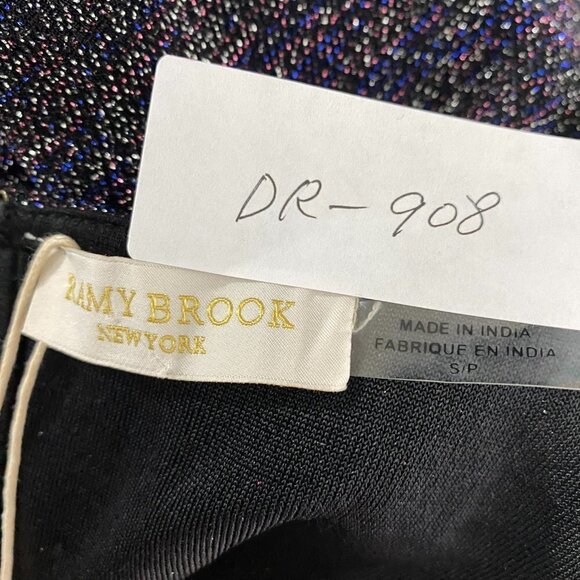 DR-908
RAMY BROOK
NEW YORK
MADE IN INDIA
FABRIQUE EN INDIA
S/P